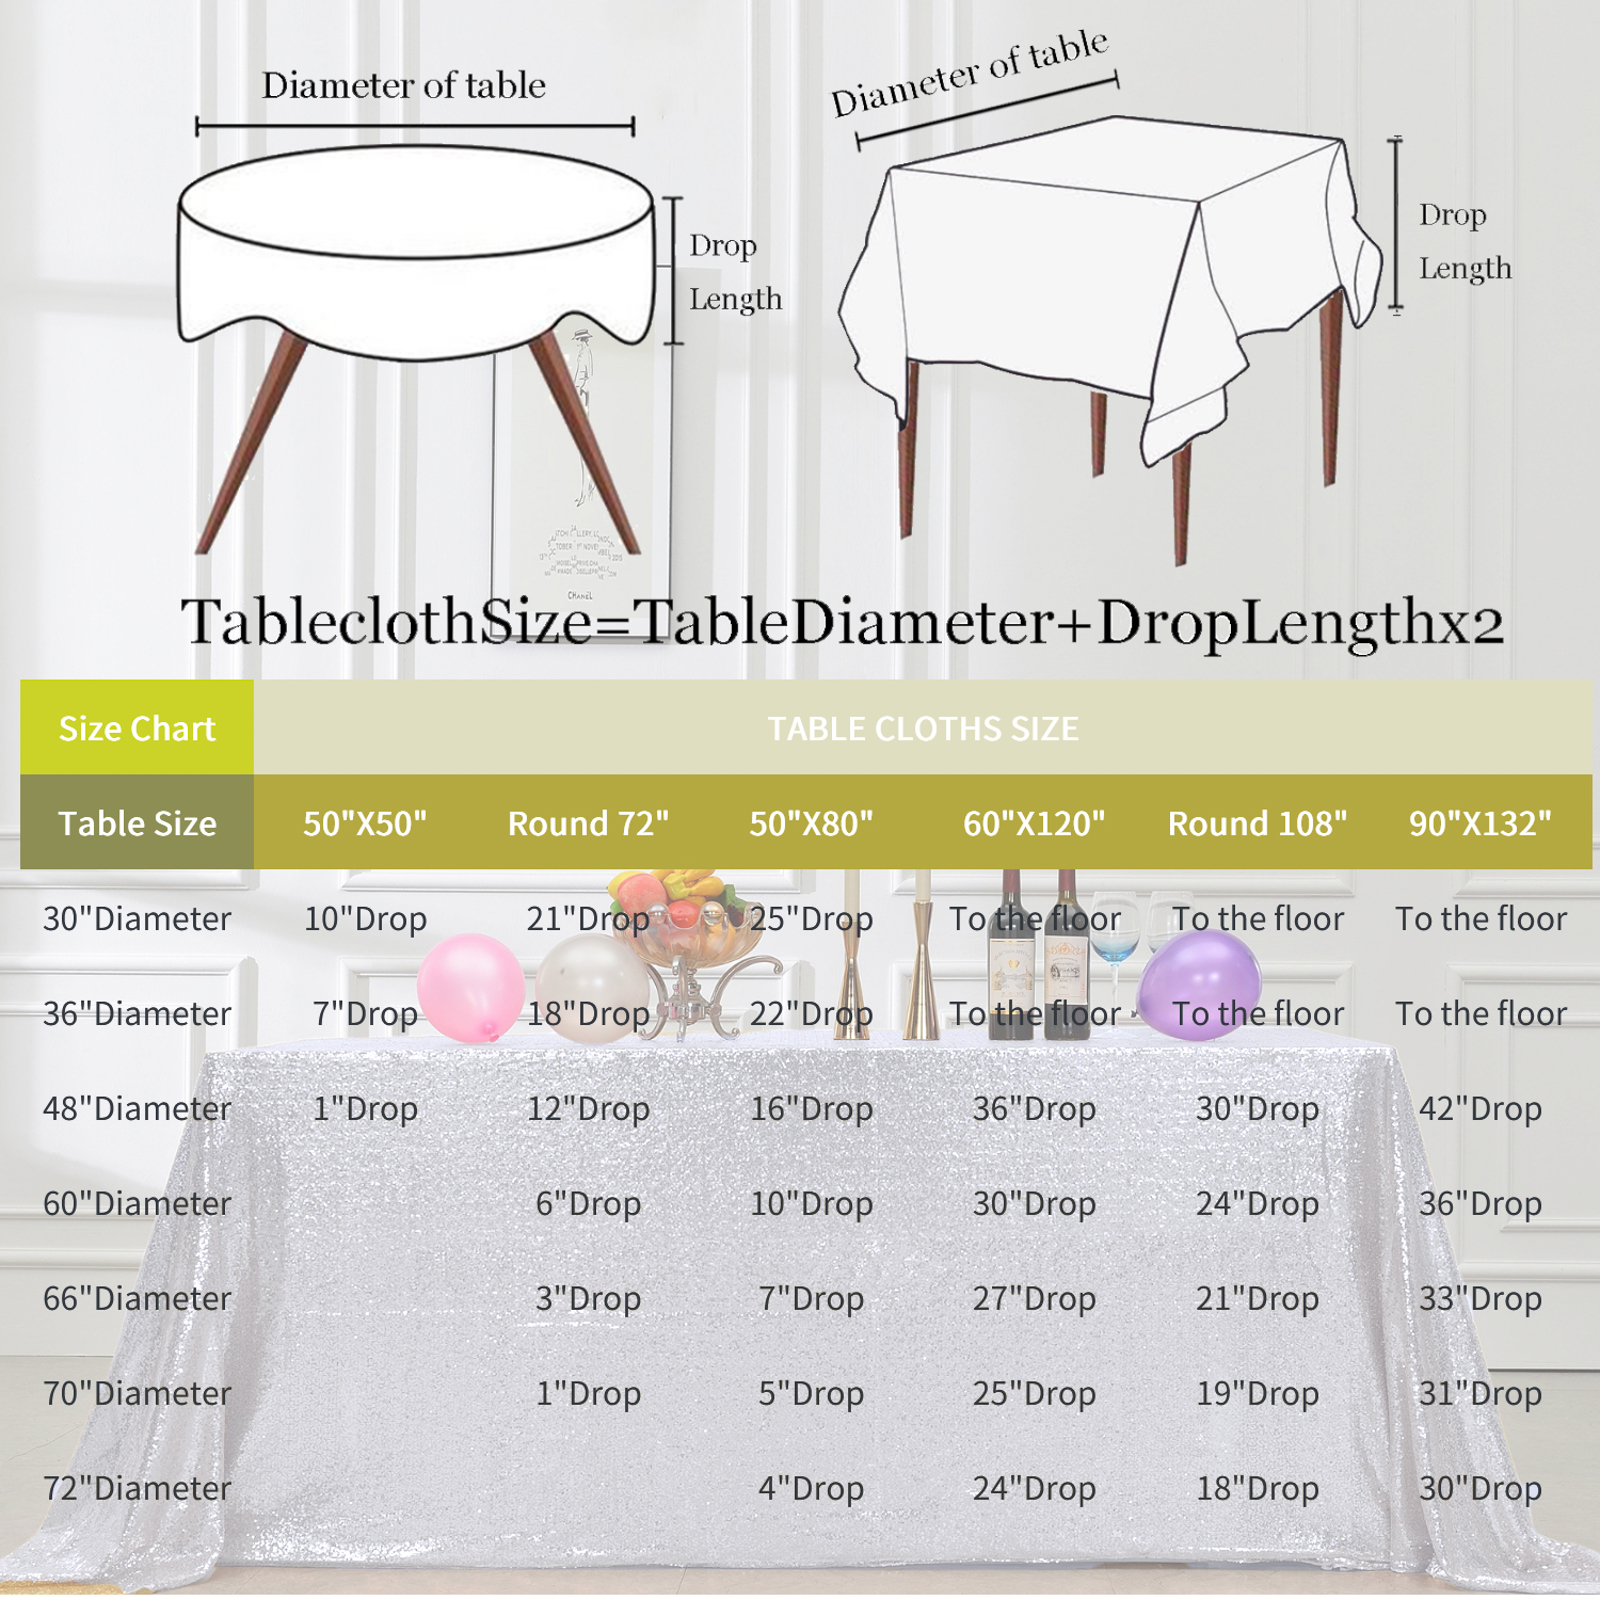 Diameter of table
Diameter of table
Drop
Length
Drop
Length
CHANEL
TableclothSize=TableDiameter+DropLengthx2
Size Chart TABLE CLOTHS SIZE
Table Size 50"X50" Round 72" 50"X80" 60"X120" Round 108" 90"X132"
30"Diameter 10"Drop 21"Drop 25"Drop To the floor To the floor To the floor
36"Diameter 7"Drop 18"Drop 22"Drop To the floor To the floor To the floor
48"Diameter 1"Drop 12"Drop 16"Drop 36"Drop 30"Drop 42"Drop
60"Diameter 6"Drop 10"Drop 30"Drop 24"Drop 36"Drop
66"Diameter 3"Drop 7"Drop 27"Drop 21"Drop 33"Drop
70"Diameter 1"Drop 5"Drop 25"Drop 19"Drop 31"Drop
72"Diameter 4"Drop 24"Drop 18"Drop 30"Drop